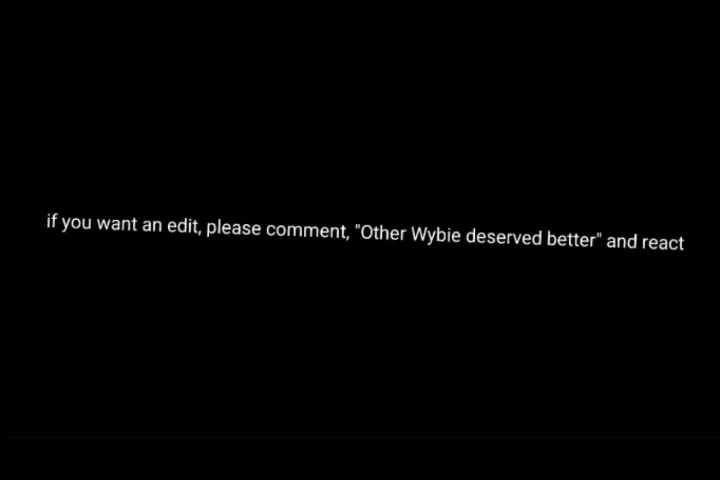 if you want an edit, please comment, "Other Wybie deserved better" and react